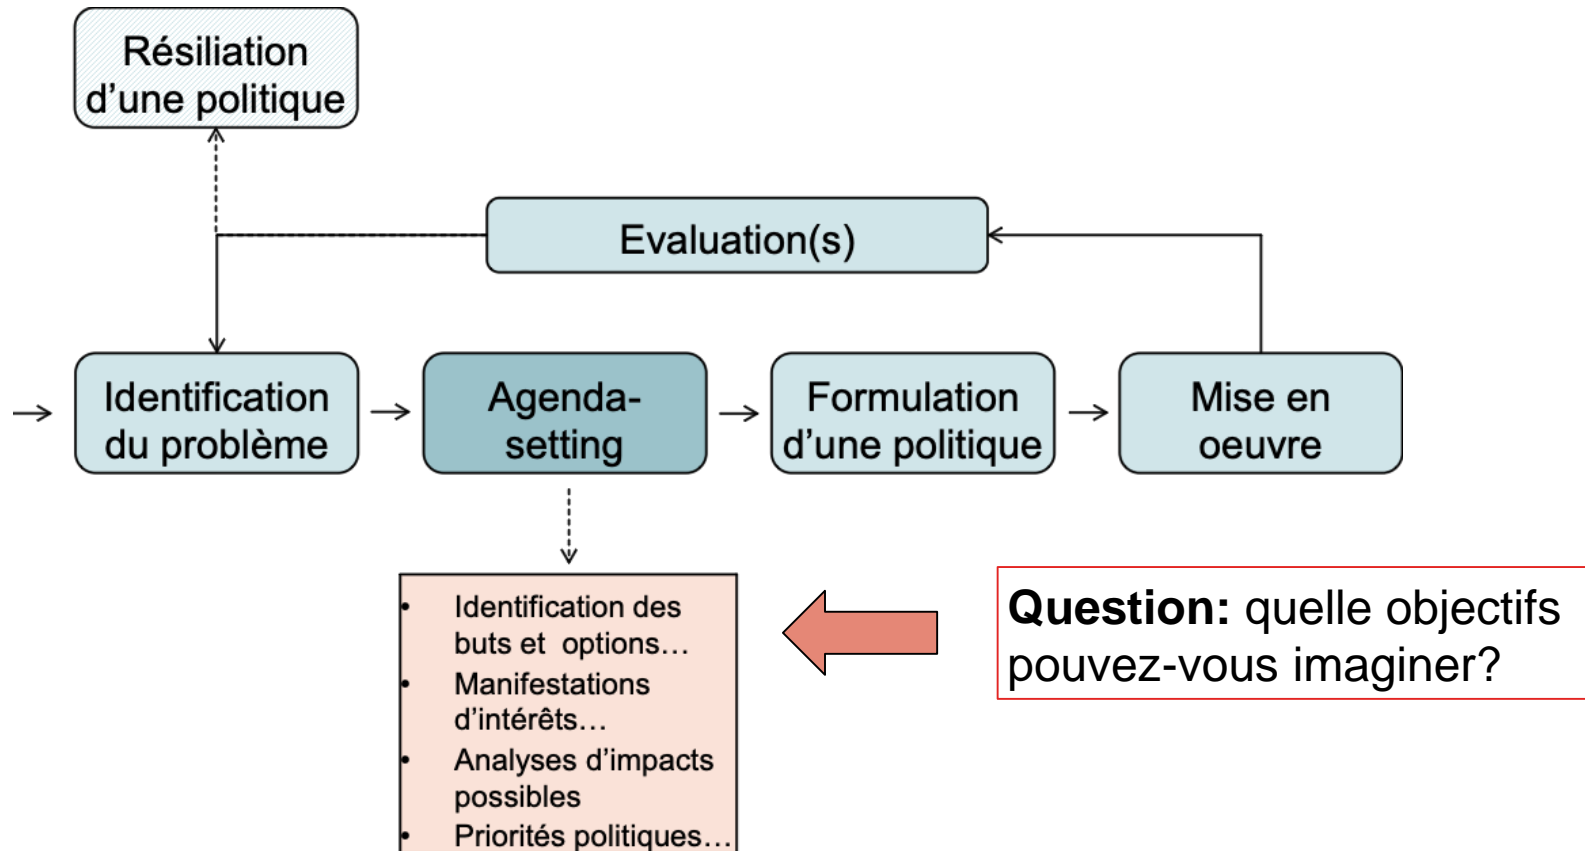 Résiliation
d’une politique
Evaluation(s)
Identification
du problème
Agenda-
setting
Formulation
d’une politique
Mise en
oeuvre
• Identification des
buts et options…
• Manifestations
d’intérêts…
• Analyses d’impacts
possibles
• Priorités politiques…
Question: quelle objectifs
pouvez-vous imaginer?